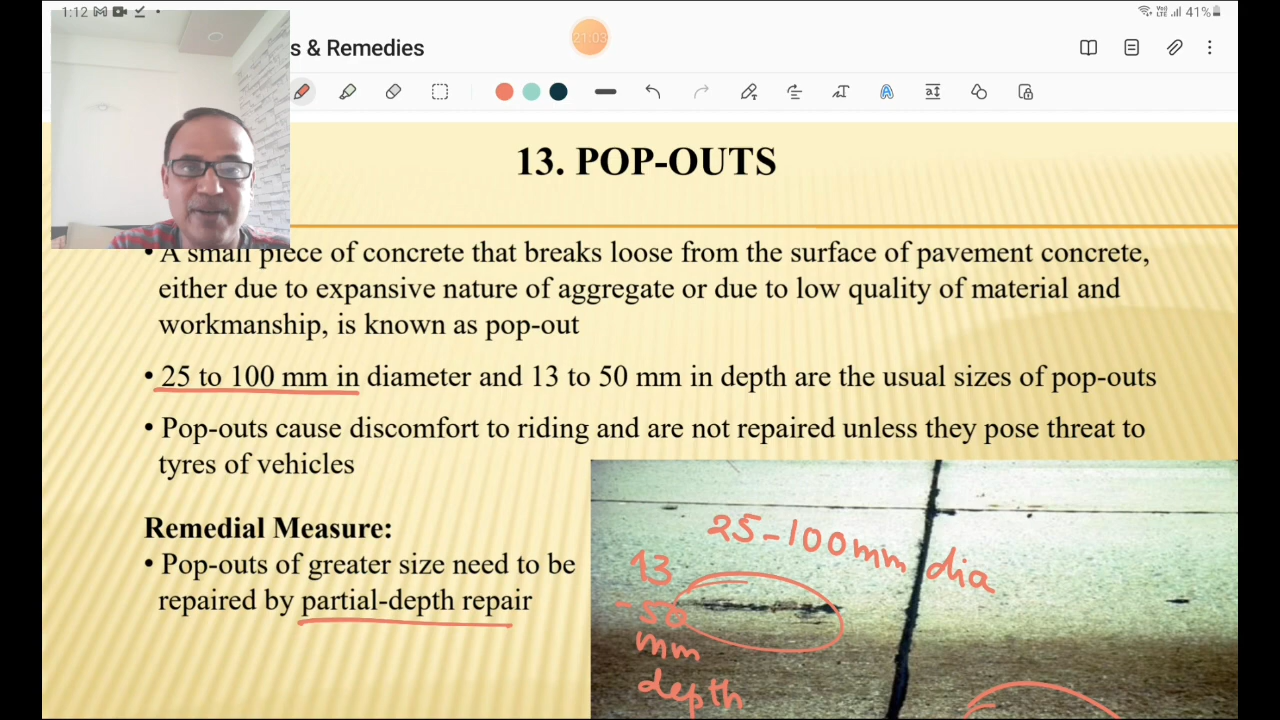 1:12
VoD LTE 41%
s & Remedies
21:03
13. POP-OUTS
• A small piece of concrete that breaks loose from the surface of pavement concrete,
either due to expansive nature of aggregate or due to low quality of material and
workmanship, is known as pop-out
• 25 to 100 mm in diameter and 13 to 50 mm in depth are the usual sizes of pop-outs
• Pop-outs cause discomfort to riding and are not repaired unless they pose threat to
tyres of vehicles
Remedial Measure:
• Pop-outs of greater size need to be
repaired by partial-depth repair
25-100mm dia
13
-50
mm
depth